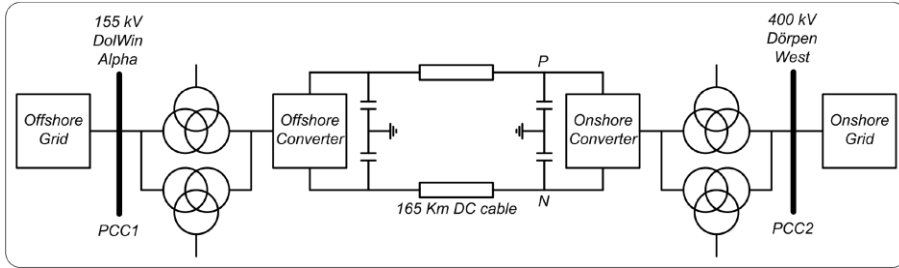 155 kV
DolWin
Alpha
400 kV
Dörpen
West
P
Offshore
Grid
Offshore
Converter
Onshore
Converter
Onshore
Grid
165 Km DC cable
N
PCC1
PCC2